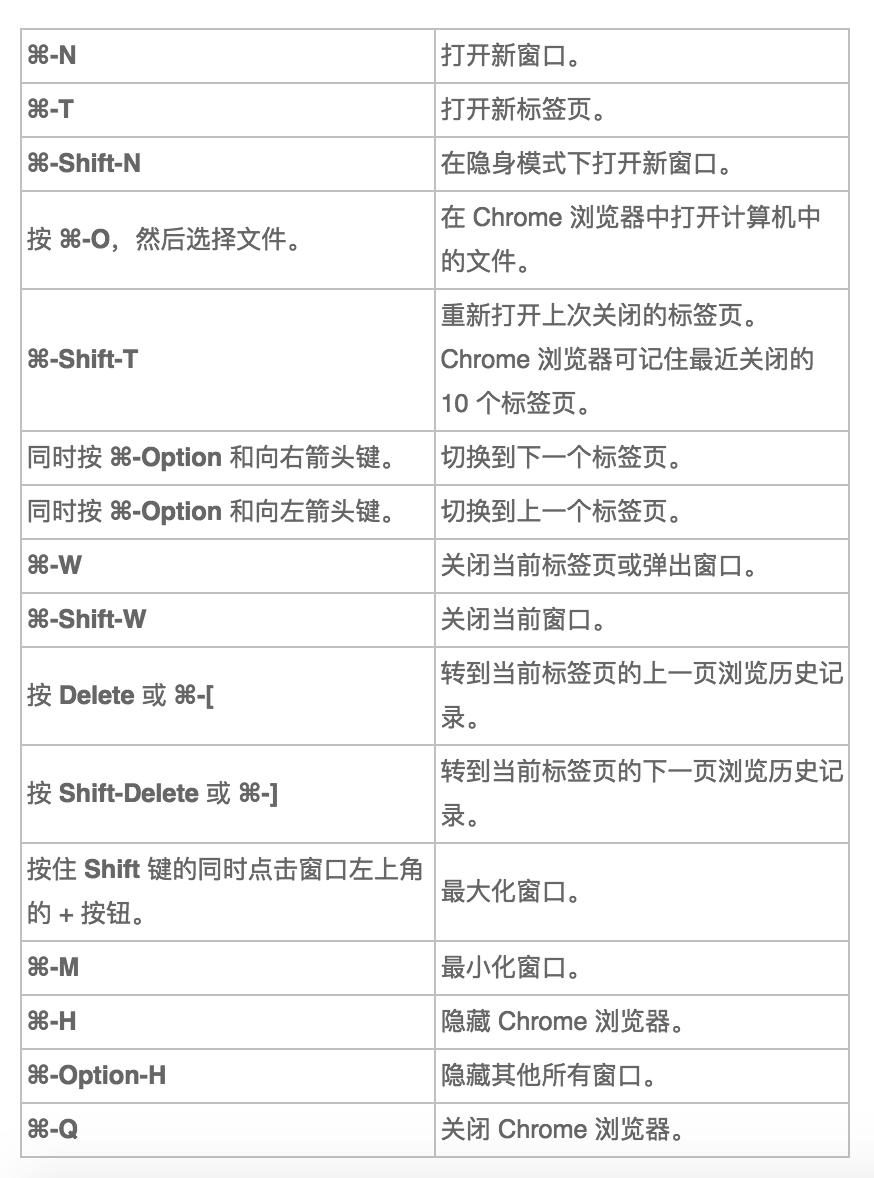 ⌘-N
打开新窗口。
⌘-T
打开新标签页。
⌘-Shift-N
在隐身模式下打开新窗口。
按 ⌘-O，然后选择文件。
在 Chrome 浏览器中打开计算机中
的文件。
⌘-Shift-T
重新打开上次关闭的标签页。
Chrome 浏览器可记住最近关闭的
10 个标签页。
同时按 ⌘-Option 和向右箭头键。
切换到下一个标签页。
同时按 ⌘-Option 和向左箭头键。
切换到上一个标签页。
⌘-W
关闭当前标签页或弹出窗口。
⌘-Shift-W
关闭当前窗口。
按 Delete 或 ⌘-[
转到当前标签页的上一页浏览历史记
录。
按 Shift-Delete 或 ⌘-]
转到当前标签页的下一页浏览历史记
录。
按住 Shift 键的同时点击窗口左上角
的 + 按钮。
最大化窗口。
⌘-M
最小化窗口。
⌘-H
隐藏 Chrome 浏览器。
⌘-Option-H
隐藏其他所有窗口。
⌘-Q
关闭 Chrome 浏览器。